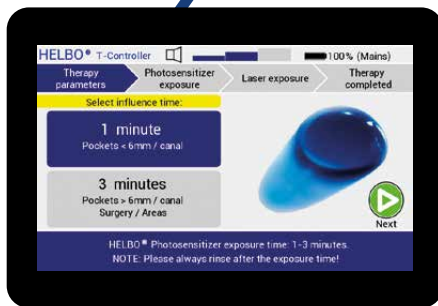 HELBO® T-Controller 100% (Mains)
Therapy parameters
Photosensitizer exposure
Laser exposure
Therapy completed
Select influence time:
1 minute
Pockets < 6mm / canal
3 minutes
Pockets > 6mm / canal
Surgery / Areas
Next
HELBO® Photosensitizer exposure time: 1-3 minutes.
NOTE: Please always rinse after the exposure time!